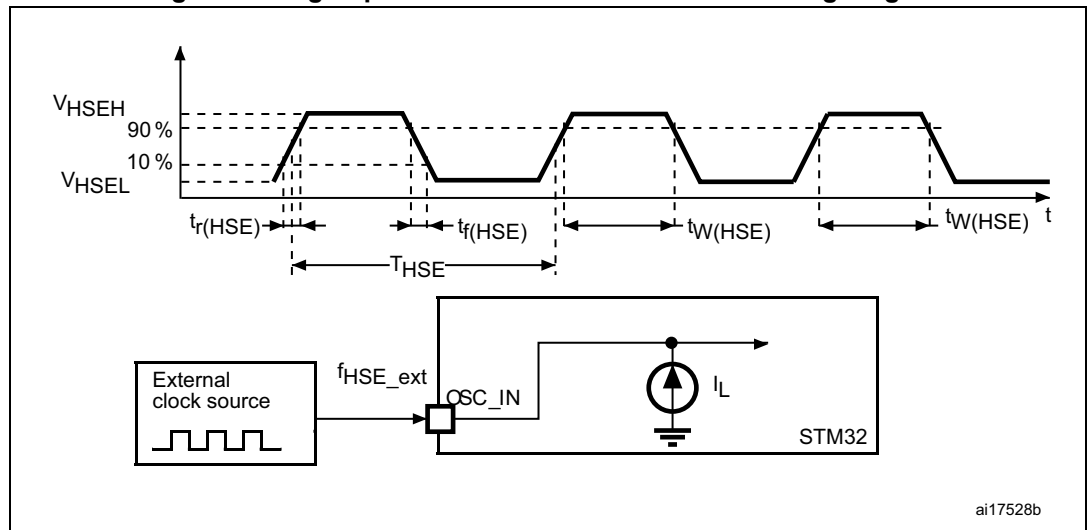 VHSEH
90 %
10 %
VHSEL
tr(HSE)
tf(HSE)
tW(HSE)
tW(HSE)
t
THSE
External
clock source
fHSE_ext
OSC_IN
IL
STM32
ai17528b